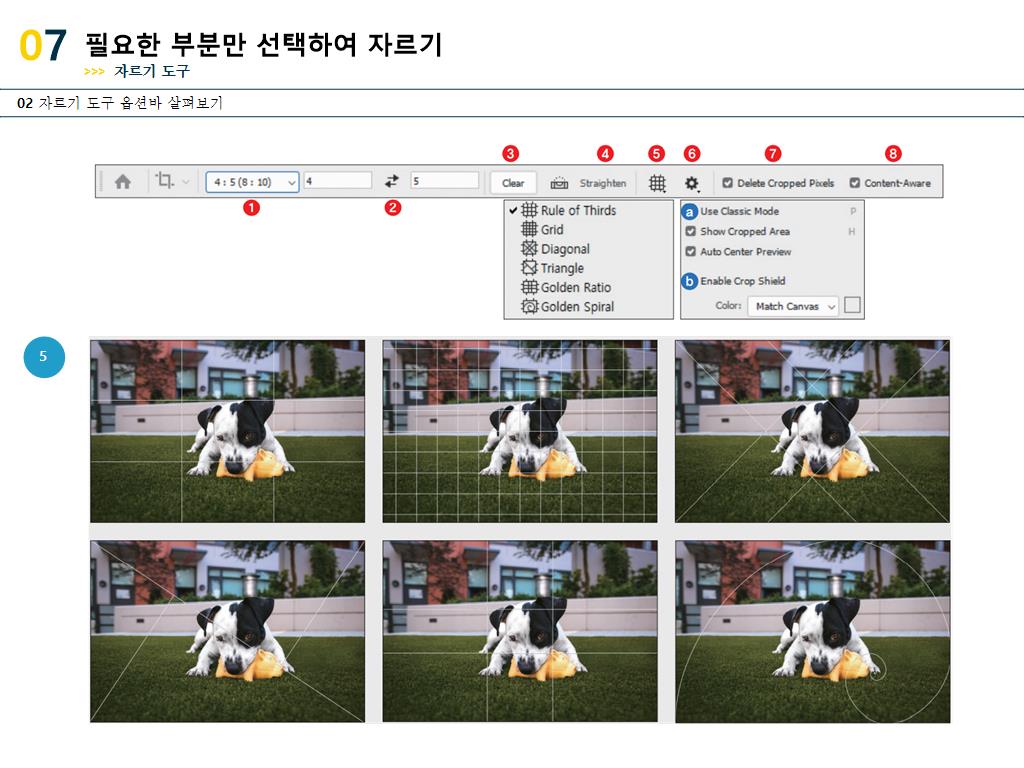 07 필요한 부분만 선택하여 자르기
>>> 자르기 도구
02 자르기 도구 옵션바 살펴보기
3 4 5 6 7 8
4 : 5 (8 : 10) 4 5 Clear Straighten Delete Cropped Pixels Content-Aware
1 2
Rule of Thirds
Grid
Diagonal
Triangle
Golden Ratio
Golden Spiral
a Use Classic Mode P
Show Cropped Area H
Auto Center Preview
b Enable Crop Shield
Color: Match Canvas
5